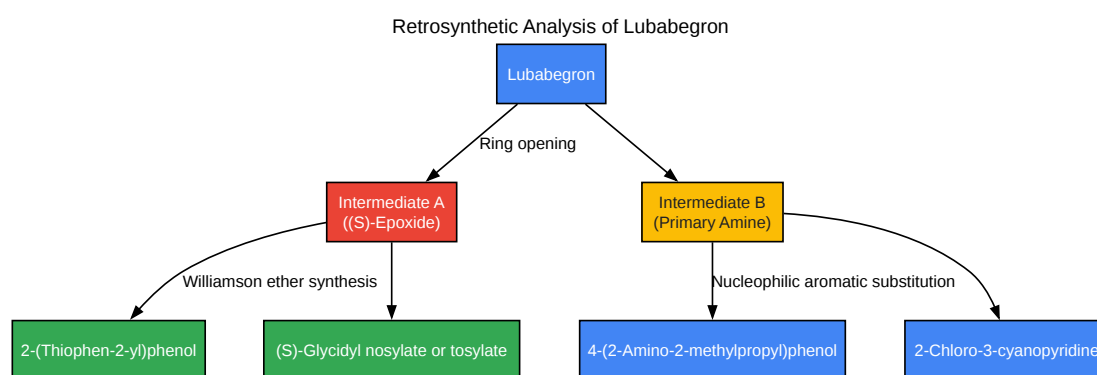 Retrosynthetic Analysis of Lubabegron
Lubabegron
Ring opening
Intermediate A
((S)-Epoxide)
Intermediate B
(Primary Amine)
Williamson ether synthesis
Nucleophilic aromatic substitution
2-(Thiophen-2-yl)phenol
(S)-Glycidyl nosylate or tosylate
4-(2-Amino-2-methylpropyl)phenol
2-Chloro-3-cyanopyridine